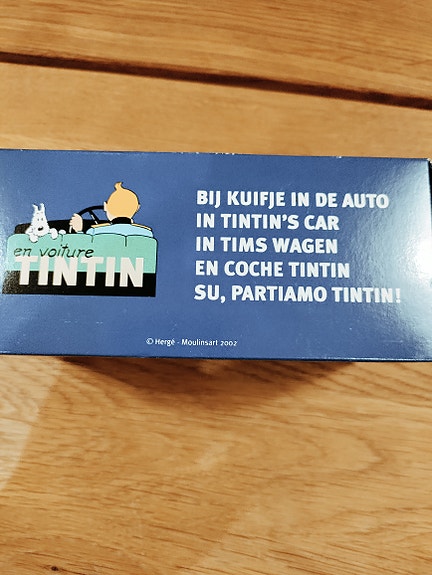 en voiture
TINTIN
BIJ KUIFJE IN DE AUTO
IN TINTIN'S CAR
IN TIMS WAGEN
EN COCHE TINTIN
SU, PARTIAMO TINTIN!
© Hergé - Moulinsart 2002